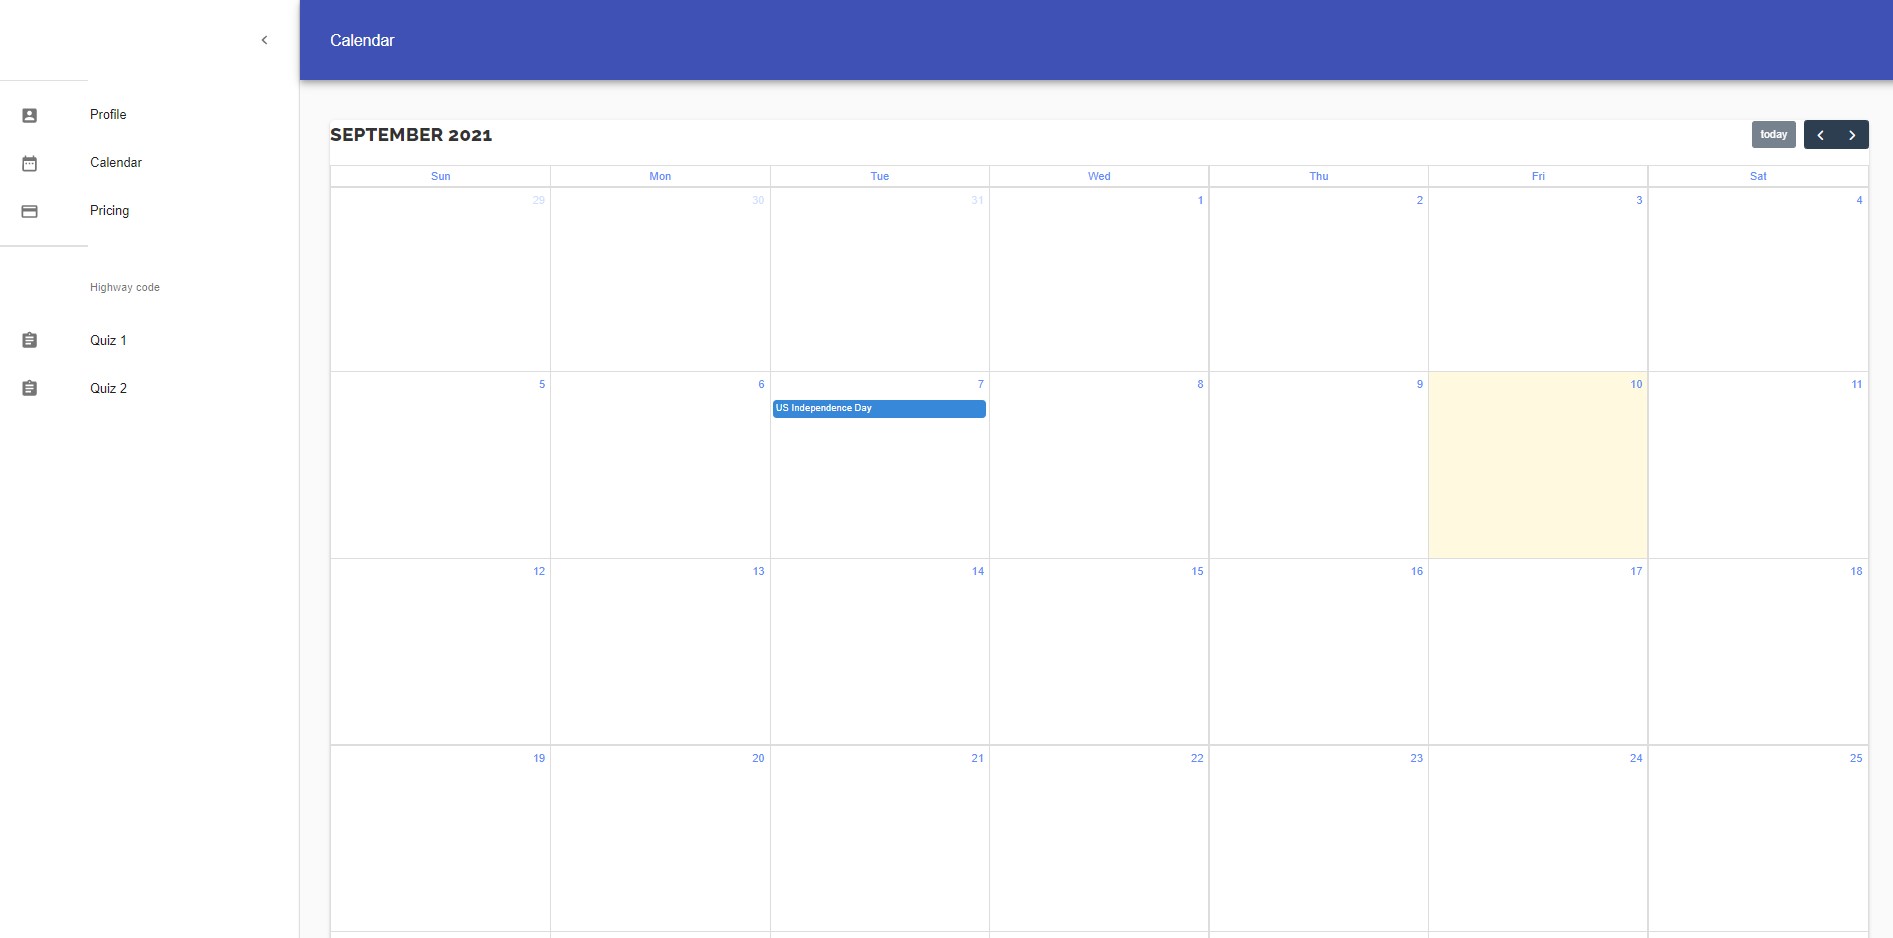 Calendar
Profile
Calendar
Pricing
Highway code
Quiz 1
Quiz 2
SEPTEMBER 2021
today
Sun Mon Tue Wed Thu Fri Sat
29 30 31 1 2 3 4
5 6 7 8 9 10 11
US Independence Day
12 13 14 15 16 17 18
19 20 21 22 23 24 25